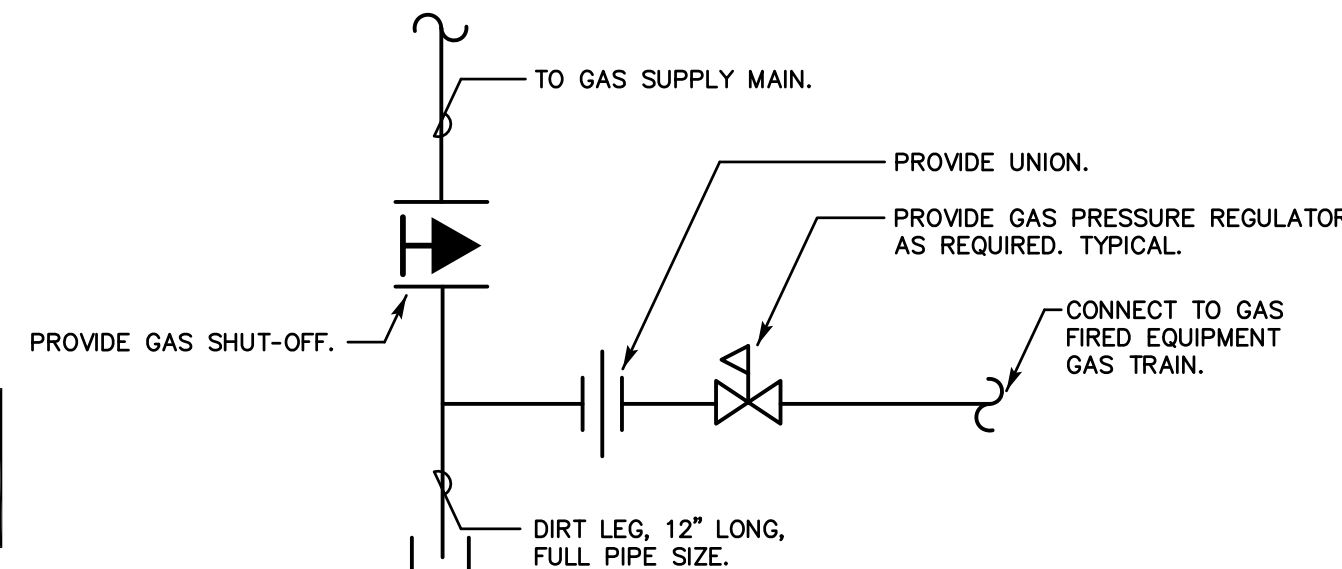 TO GAS SUPPLY MAIN.
PROVIDE UNION.
PROVIDE GAS PRESSURE REGULATOR
AS REQUIRED. TYPICAL.
CONNECT TO GAS
FIRED EQUIPMENT
GAS TRAIN.
PROVIDE GAS SHUT-OFF.
DIRT LEG, 12" LONG,
FULL PIPE SIZE.